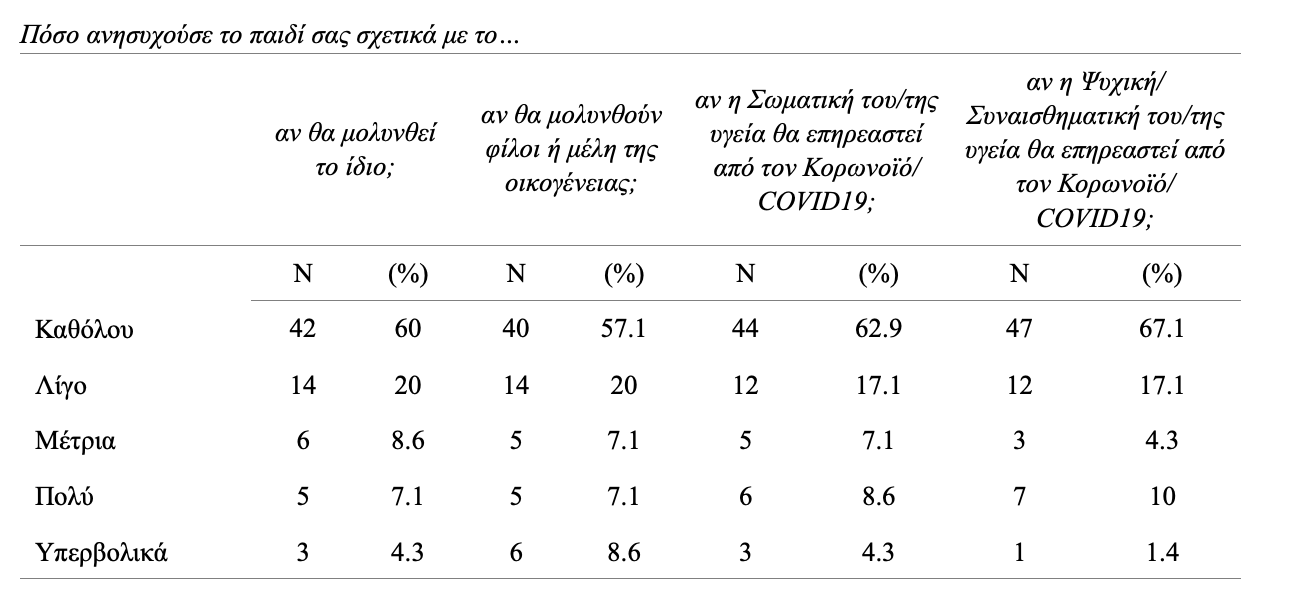 Πόσο ανησυχούσε το παιδί σας σχετικά με το…
αν θα μολυνθεί
το ίδιο;
αν θα μολυνθούν
φίλοι ή μέλη της
οικογένειας;
αν η Σωματική του/της
υγεία θα επηρεαστεί
από τον Κορωνοϊό/
COVID19;
αν η Ψυχική/
Συναισθηματική του/της
υγεία θα επηρεαστεί από
τον Κορωνοϊό/
COVID19;
N (%) N (%) N (%) N (%)
Καθόλου 42 60 40 57.1 44 62.9 47 67.1
Λίγο 14 20 14 20 12 17.1 12 17.1
Μέτρια 6 8.6 5 7.1 5 7.1 3 4.3
Πολύ 5 7.1 5 7.1 6 8.6 7 10
Υπερβολικά 3 4.3 6 8.6 3 4.3 1 1.4